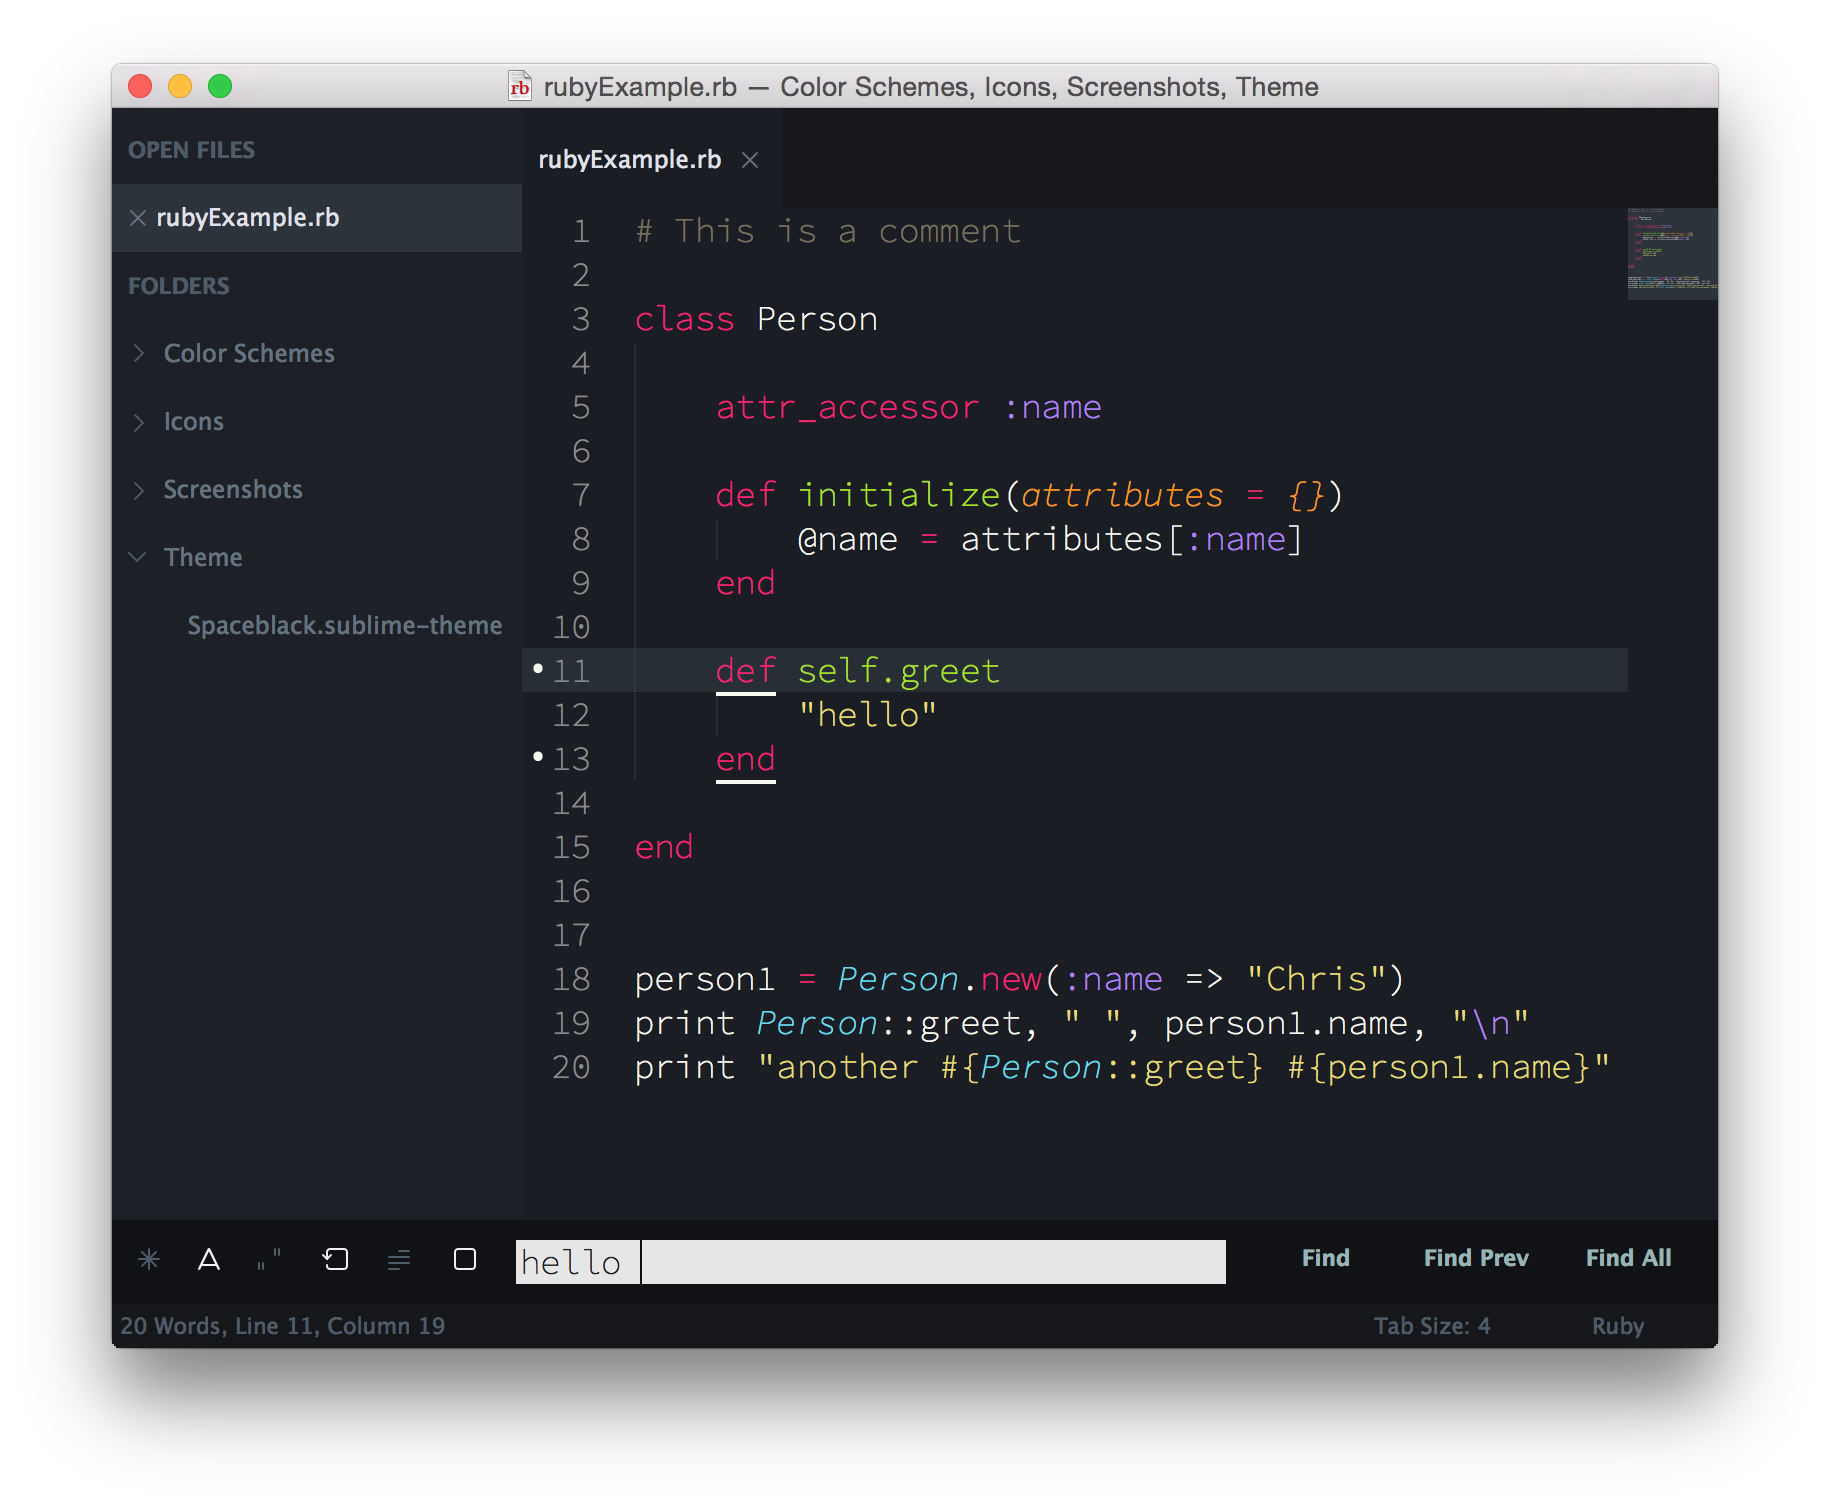 rubyExample.rb — Color Schemes, Icons, Screenshots, Theme
OPEN FILES
rubyExample.rb
FOLDERS
Color Schemes
Icons
Screenshots
Theme
Spaceblack.sublime-theme
rubyExample.rb
1 # This is a comment
2
3 class Person
4
5     attr_accessor :name
6
7     def initialize(attributes = {})
8         @name = attributes[:name]
9     end
10
11     def self.greet
12         "hello"
13     end
14
15 end
16
17
18 person1 = Person.new(:name => "Chris")
19 print Person::greet, " ", person1.name, "\n"
20 print "another #{Person::greet} #{person1.name}"
hello
Find
Find Prev
Find All
20 Words, Line 11, Column 19
Tab Size: 4
Ruby